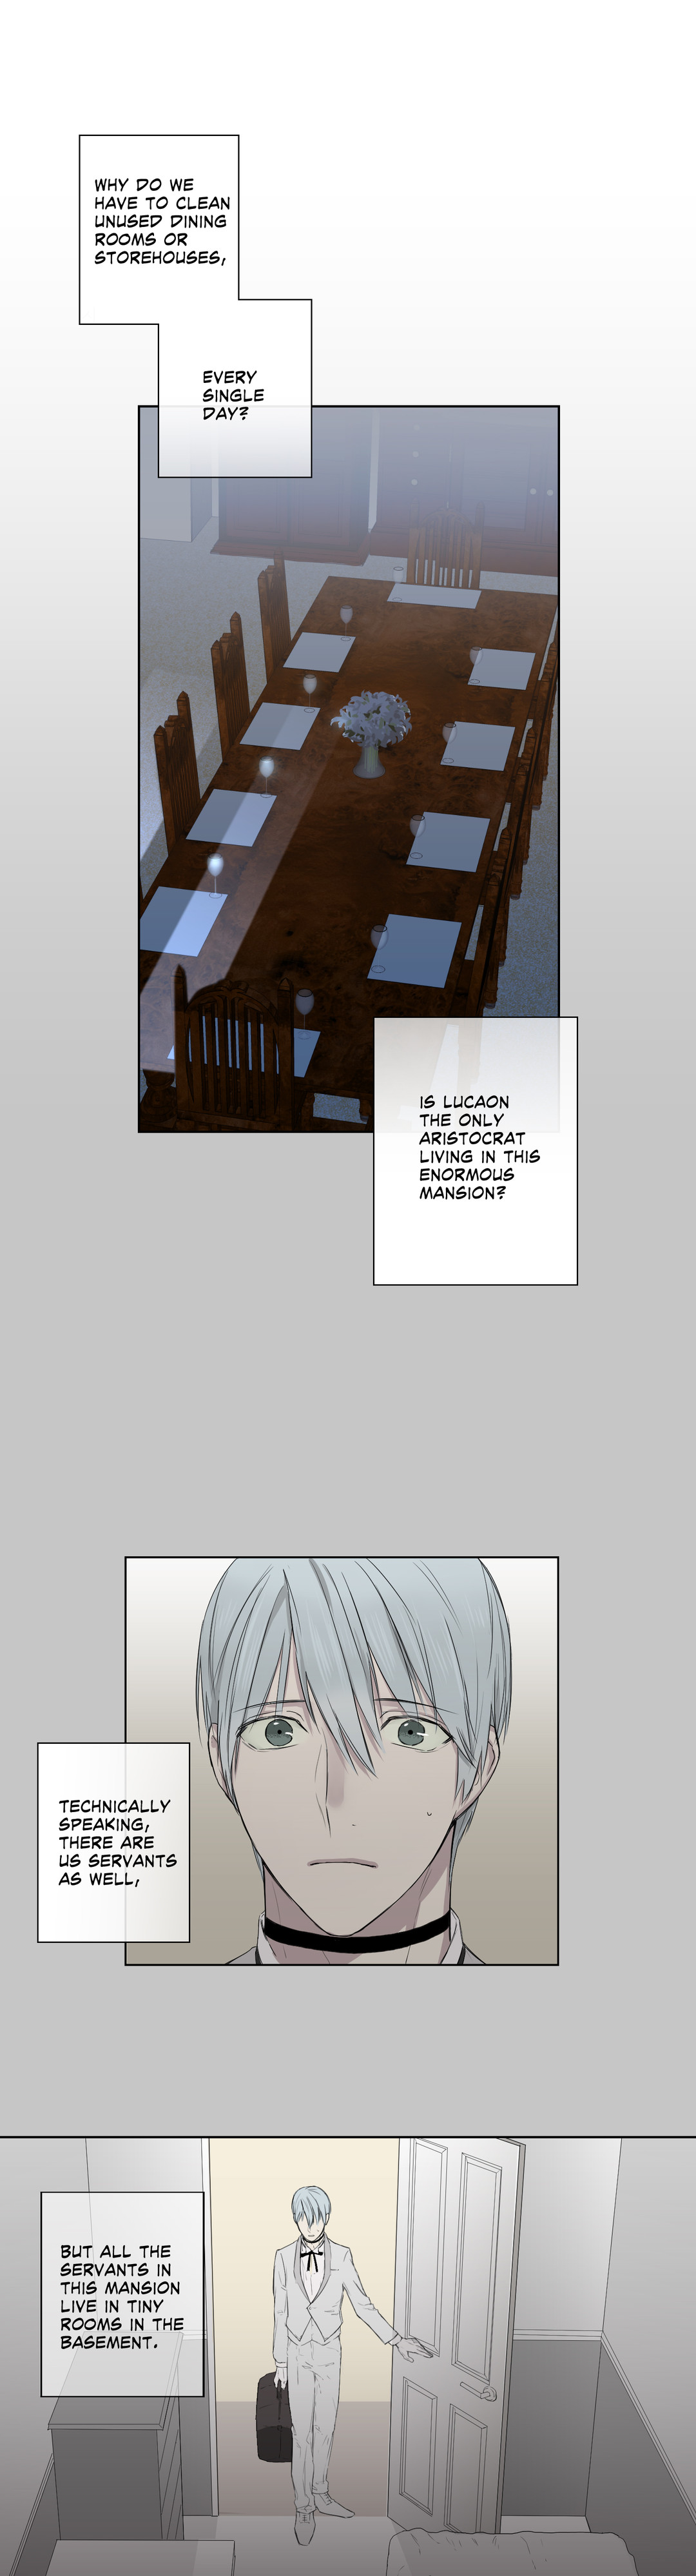 WHY DO WE
HAVE TO CLEAN
UNUSED DINING
ROOMS OR
STOREHOUSES,
EVERY
SINGLE
DAY?
IS LUCAON
THE ONLY
ARISTOCRAT
LIVING IN THIS
ENORMOUS
MANSION?
TECHNICALLY
SPEAKING,
THERE ARE
US SERVANTS
AS WELL,
BUT ALL THE
SERVANTS IN
THIS MANSION
LIVE IN TINY
ROOMS IN THE
BASEMENT.